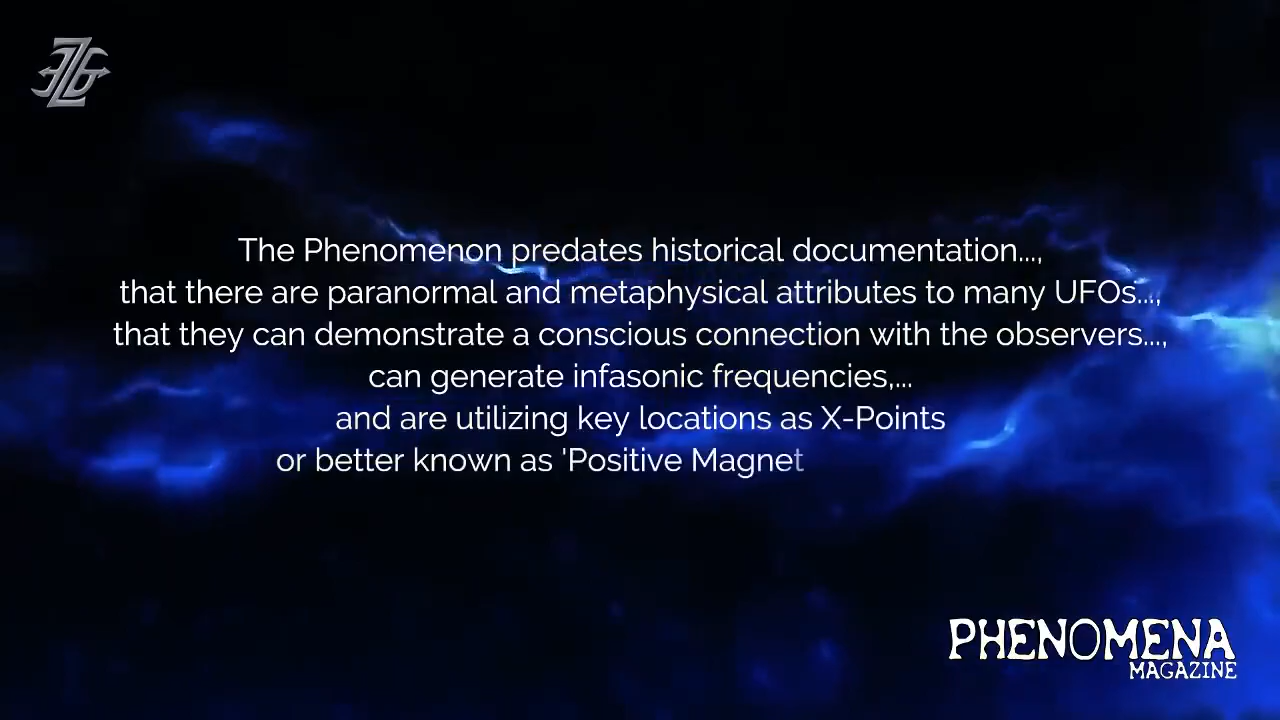 The Phenomenon predates historical documentation...,
that there are paranormal and metaphysical attributes to many UFOs...,
that they can demonstrate a conscious connection with the observers...,
can generate infasonic frequencies,...
and are utilizing key locations as X-Points
or better known as 'Positive Magnet
PHENOMENA
MAGAZINE